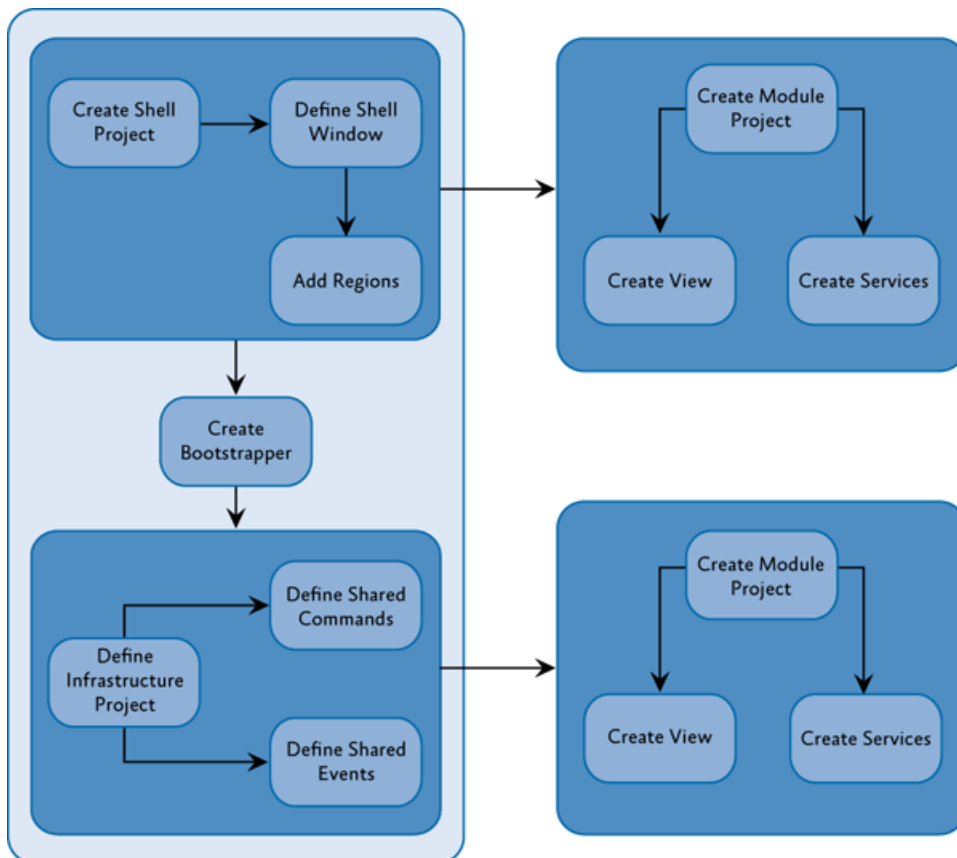 Create Shell
Project
Define Shell
Window
Add Regions
Create Module
Project
Create View
Create Services
Create
Bootstrapper
Define
Infrastructure
Project
Define Shared
Commands
Define Shared
Events
Create Module
Project
Create View
Create Services